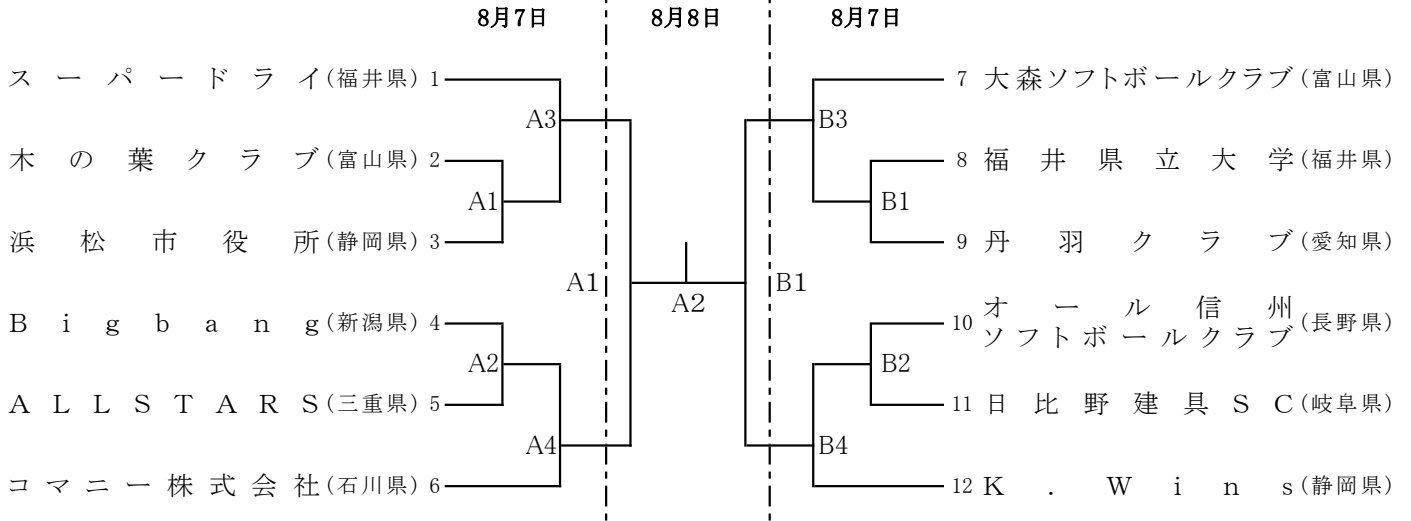 8月7日 8月8日 8月7日
スーパードライ(福井県) 1
木の葉クラブ(富山県) 2
浜松市役所(静岡県) 3
Bigbang(新潟県) 4
ALLSTARS(三重県) 5
コマニー株式会社(石川県) 6
A3
A1
A2
A4
A1
A2
B1
B3
B1
B2
B4
7 大森ソフトボールクラブ(富山県)
8 福井県立大学(福井県)
9 丹羽クラブ(愛知県)
10 オール信州
ソフトボールクラブ(長野県)
11 日比野建具SC(岐阜県)
12 K.Wins(静岡県)